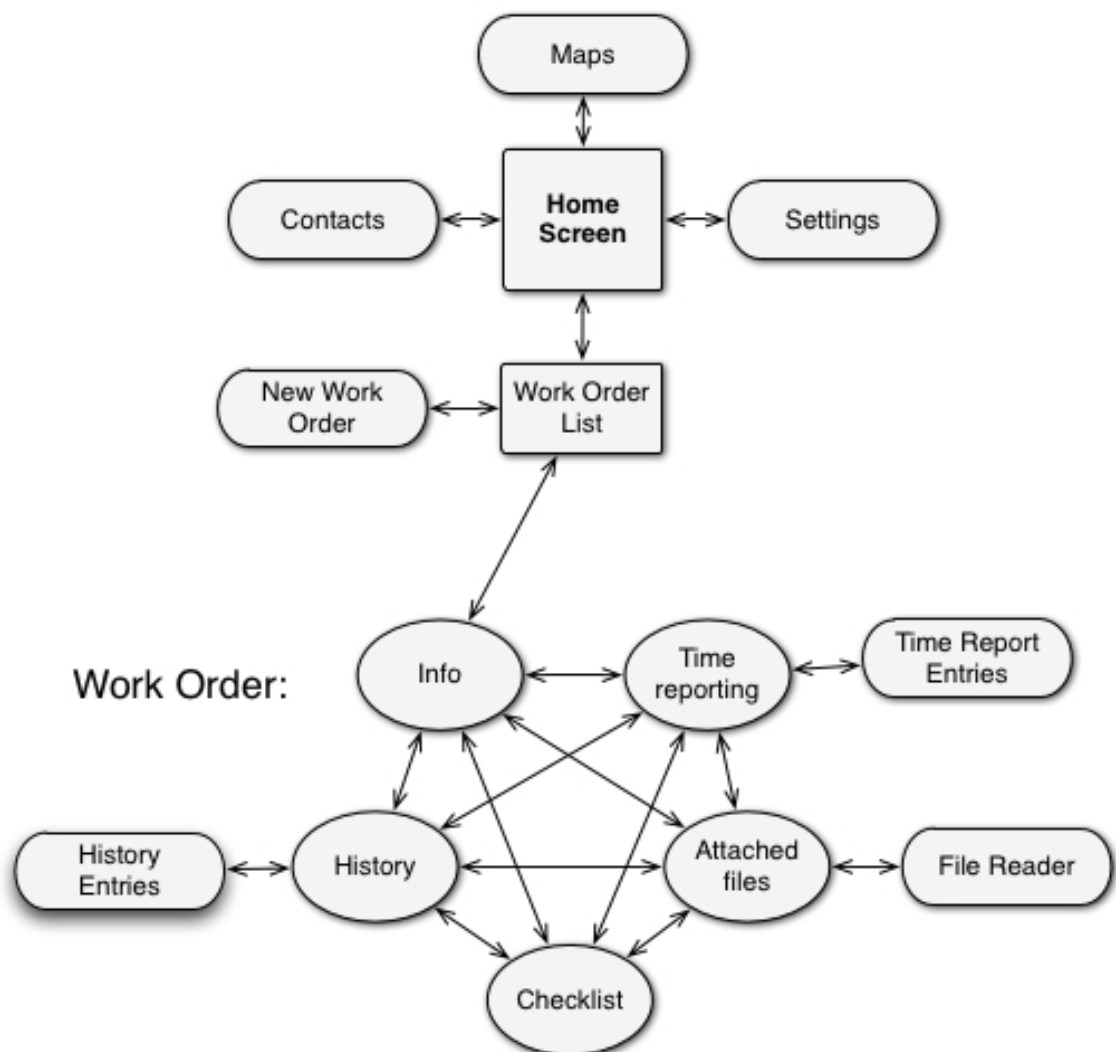 Maps
Contacts
Home
Screen
Settings
New Work
Order
Work Order
List
Work Order:
Info
Time
reporting
Time Report
Entries
History
Entries
History
Attached
files
File Reader
Checklist